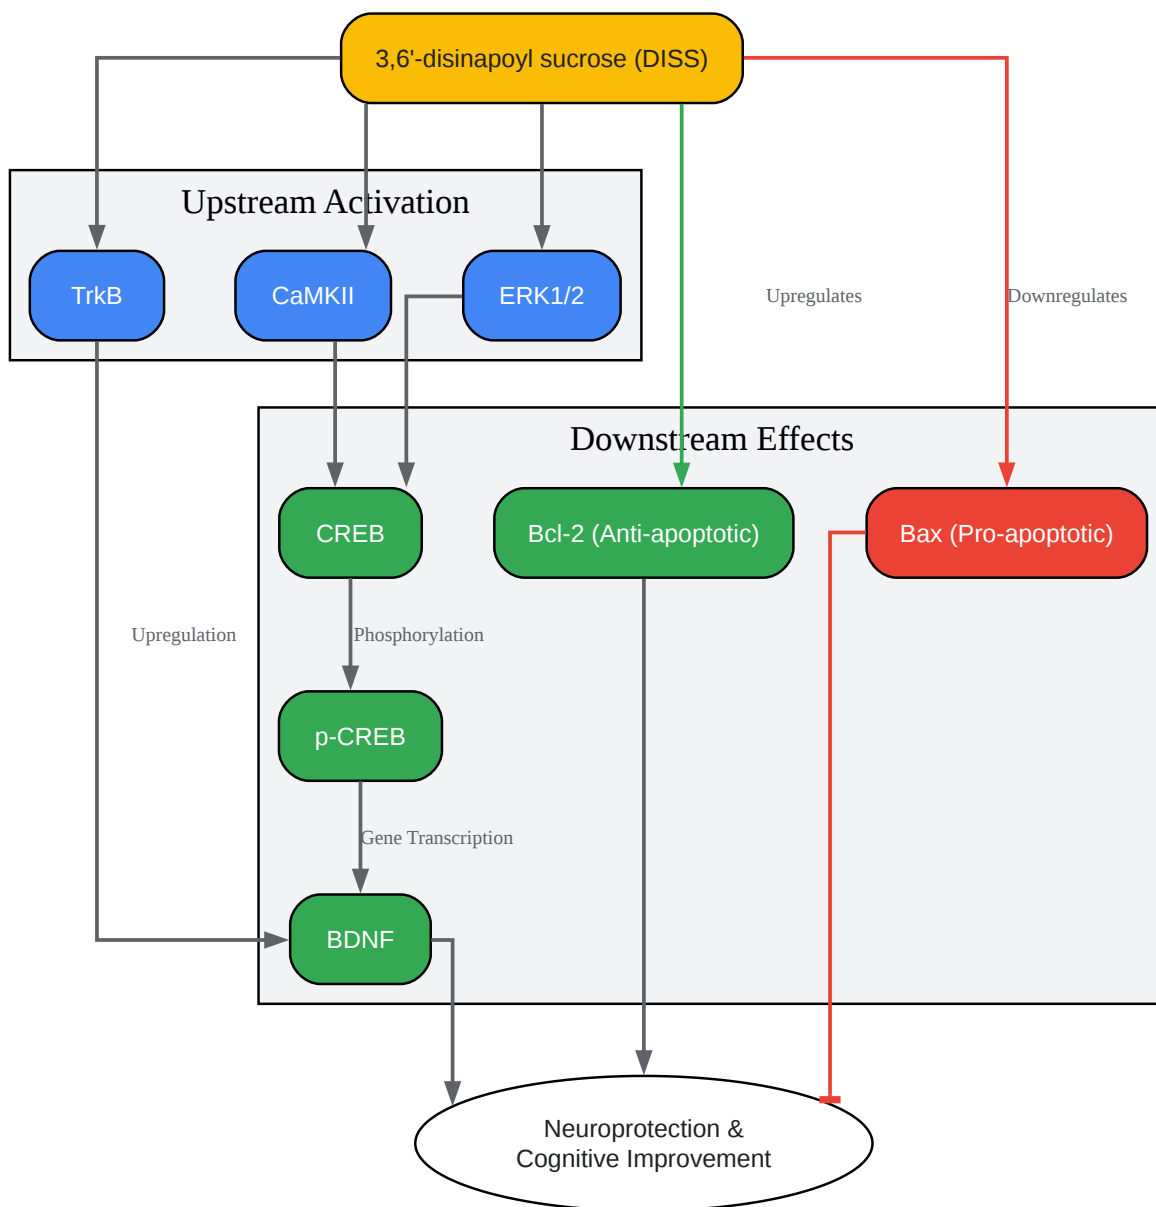 3,6'-disinapoyl sucrose (DISS)
Upstream Activation
TrkB
CaMKII
ERK1/2
Upregulates
Downregulates
Downstream Effects
CREB
Bcl-2 (Anti-apoptotic)
Bax (Pro-apoptotic)
Upregulation
Phosphorylation
p-CREB
Gene Transcription
BDNF
Neuroprotection &
Cognitive Improvement